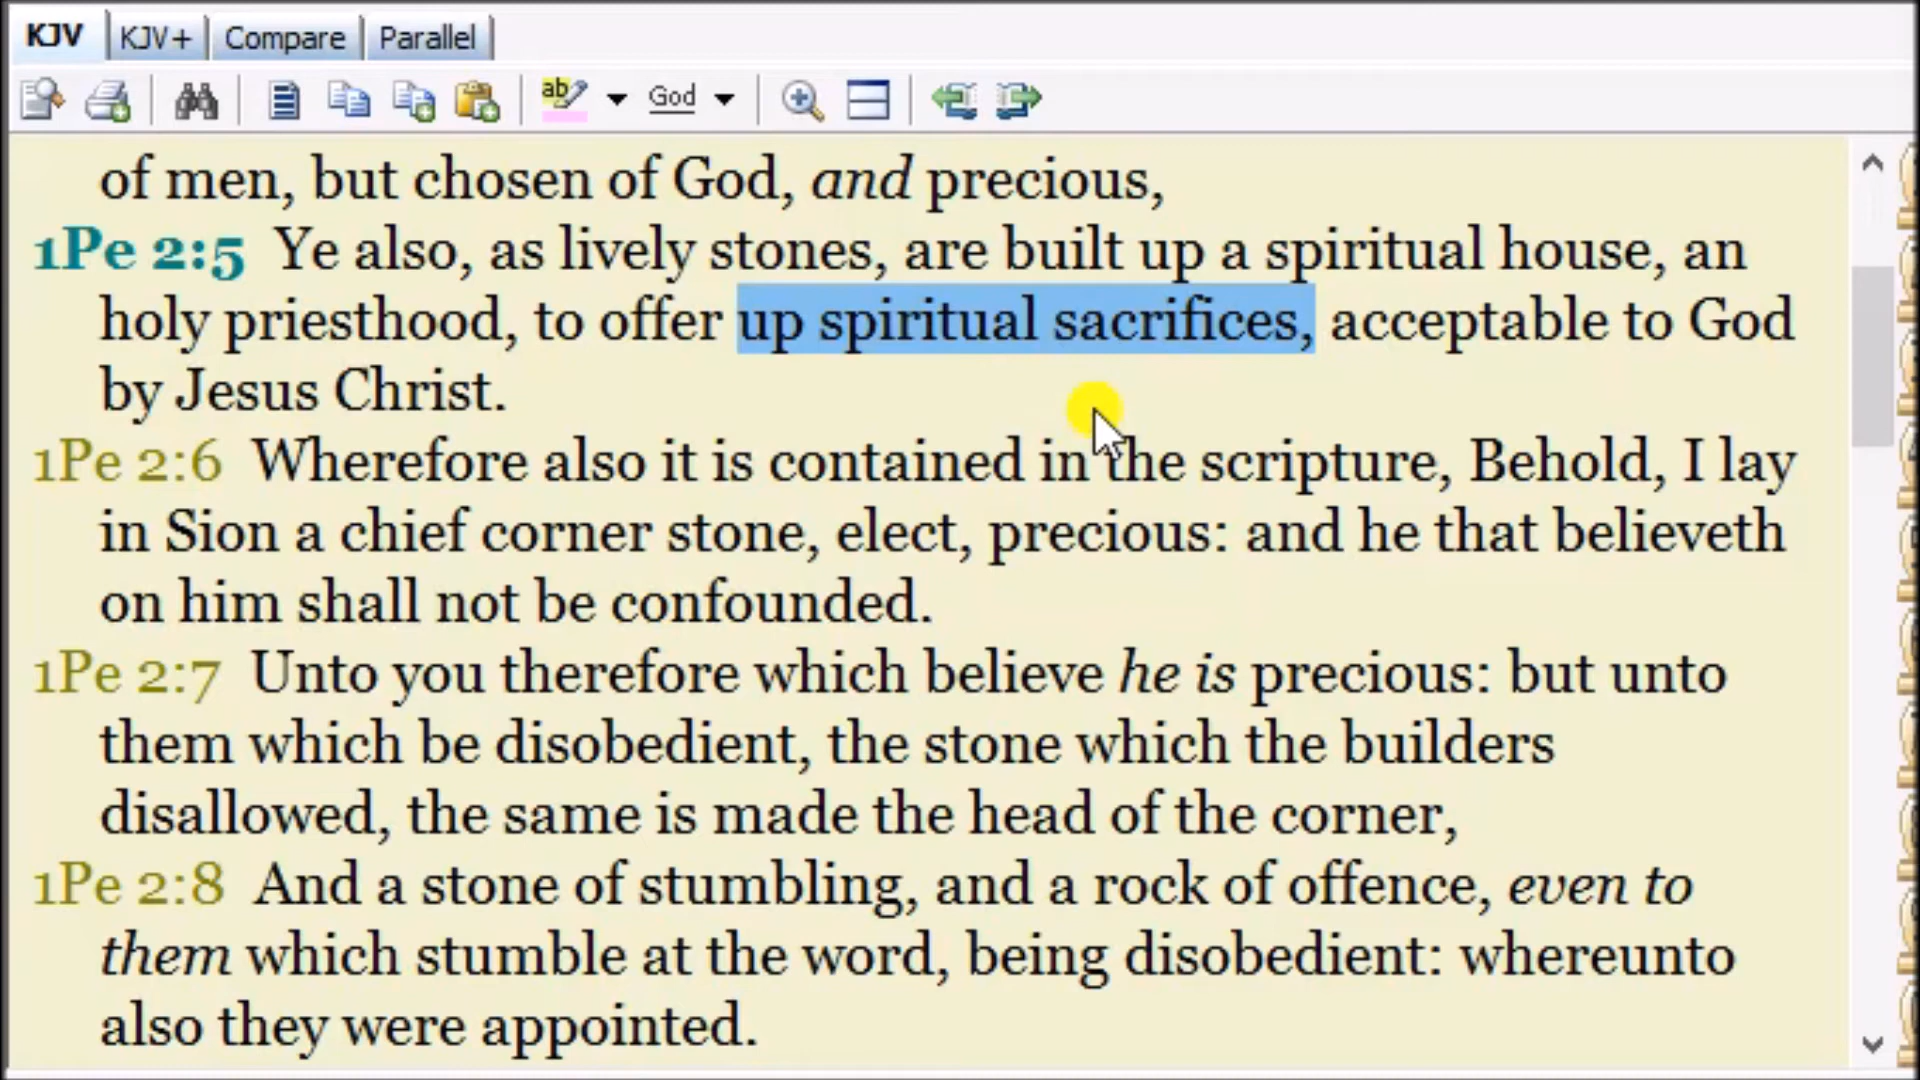 KJV KJV+ Compare Parallel
ab God
of men, but chosen of God, and precious,
1Pe 2:5 Ye also, as lively stones, are built up a spiritual house, an
holy priesthood, to offer up spiritual sacrifices, acceptable to God
by Jesus Christ.
1Pe 2:6 Wherefore also it is contained in the scripture, Behold, I lay
in Sion a chief corner stone, elect, precious: and he that believeth
on him shall not be confounded.
1Pe 2:7 Unto you therefore which believe he is precious: but unto
them which be disobedient, the stone which the builders
disallowed, the same is made the head of the corner,
1Pe 2:8 And a stone of stumbling, and a rock of offence, even to
them which stumble at the word, being disobedient: whereunto
also they were appointed.